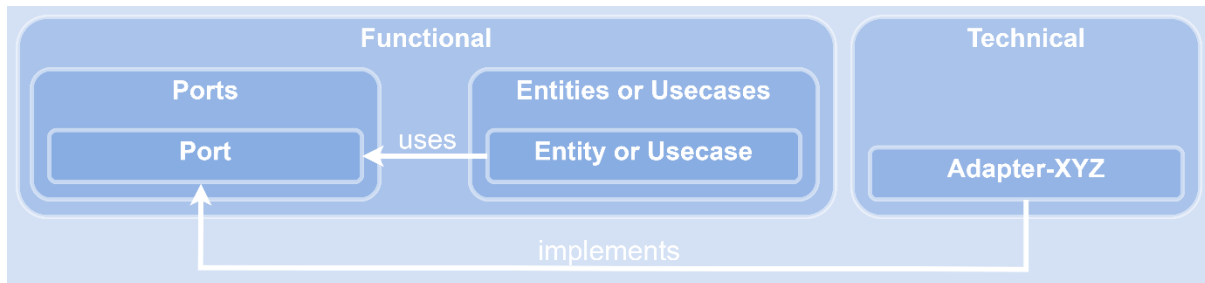 Functional
Technical
Ports
Entities or Usecases
Port
uses
Entity or Usecase
Adapter-XYZ
implements